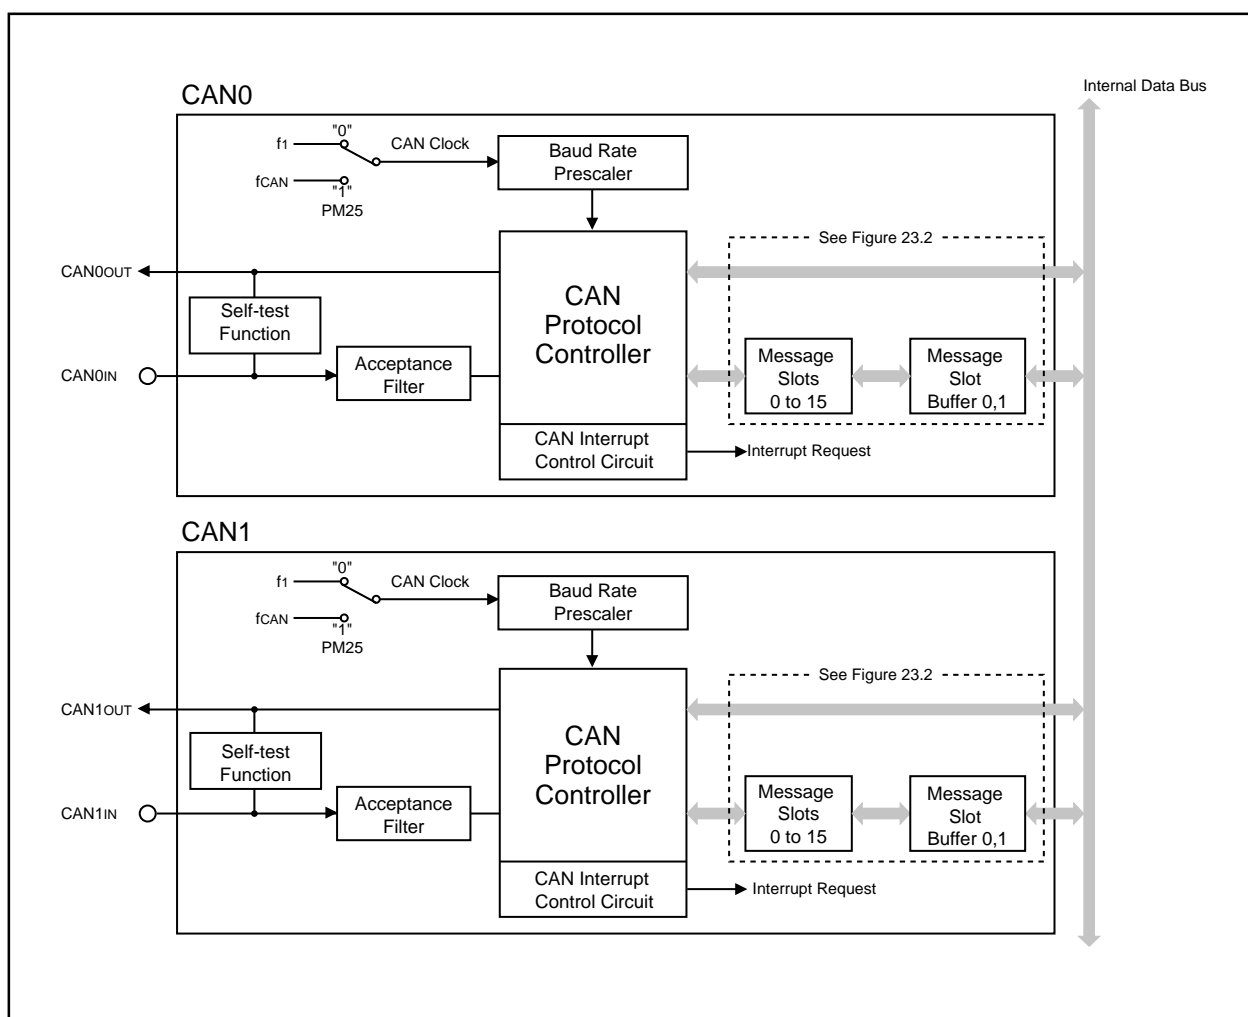 Internal Data Bus
CAN0
"0"
f1
CAN Clock
fCAN
"1"
PM25
Baud Rate
Prescaler
See Figure 23.2
CAN0OUT
Self-test
Function
CAN0IN
Acceptance
Filter
CAN
Protocol
Controller
Message
Slots
0 to 15
Message
Slot
Buffer 0,1
CAN Interrupt
Control Circuit
Interrupt Request
CAN1
"0"
f1
CAN Clock
fCAN
"1"
PM25
Baud Rate
Prescaler
See Figure 23.2
CAN1OUT
Self-test
Function
CAN1IN
Acceptance
Filter
CAN
Protocol
Controller
Message
Slots
0 to 15
Message
Slot
Buffer 0,1
CAN Interrupt
Control Circuit
Interrupt Request